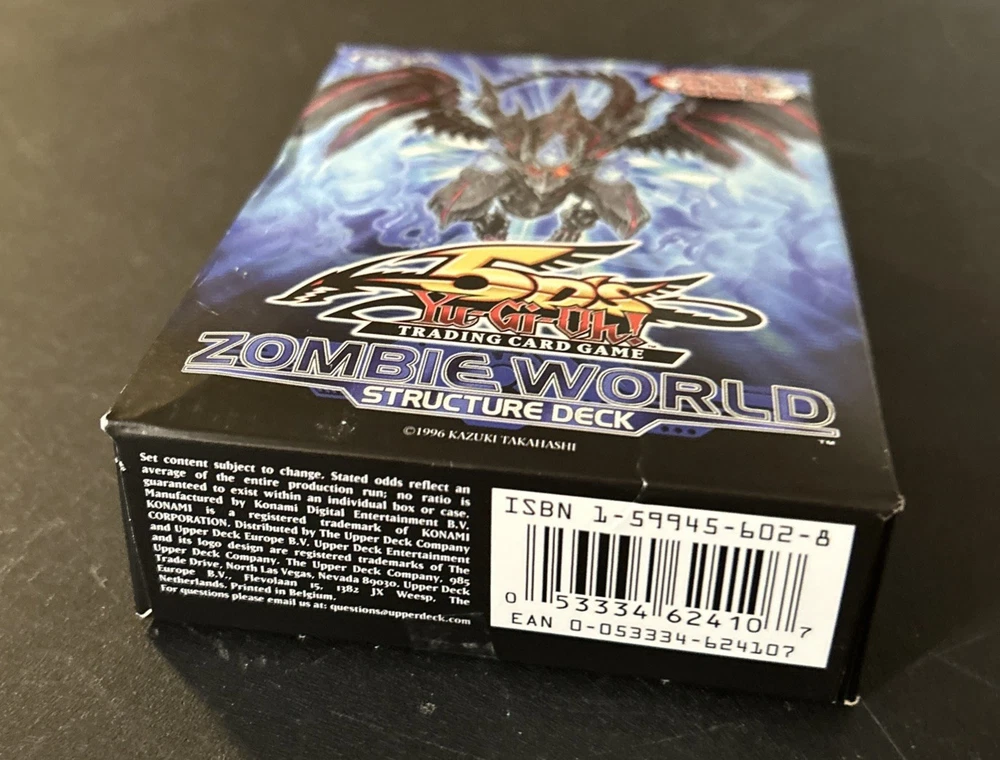 5D's
Yu-Gi-Oh!
TRADING CARD GAME
ZOMBIE WORLD
STRUCTURE DECK
™
©1996 KAZUKI TAKAHASHI
Set content subject to change. Stated odds reflect an
average of the entire production run; no ratio is
guaranteed to exist within an individual box or case.
Manufactured by Konami Digital Entertainment B.V.
KONAMI is a registered trademark of KONAMI
CORPORATION. Distributed by The Upper Deck Company
and Upper Deck Europe B.V. Upper Deck Entertainment
and its logo design are registered trademarks of The
Upper Deck Company. The Upper Deck Company, 985
Trade Drive, North Las Vegas, Nevada 89030. Upper Deck
Europe B.V., Flevolaan 15, 1382 JX Weesp, The
Netherlands. Printed in Belgium.
For questions please email us at: questions@upperdeck.com
ISBN 1-59945-602-8
0 53334 62410 7
EAN 0-053334-624107